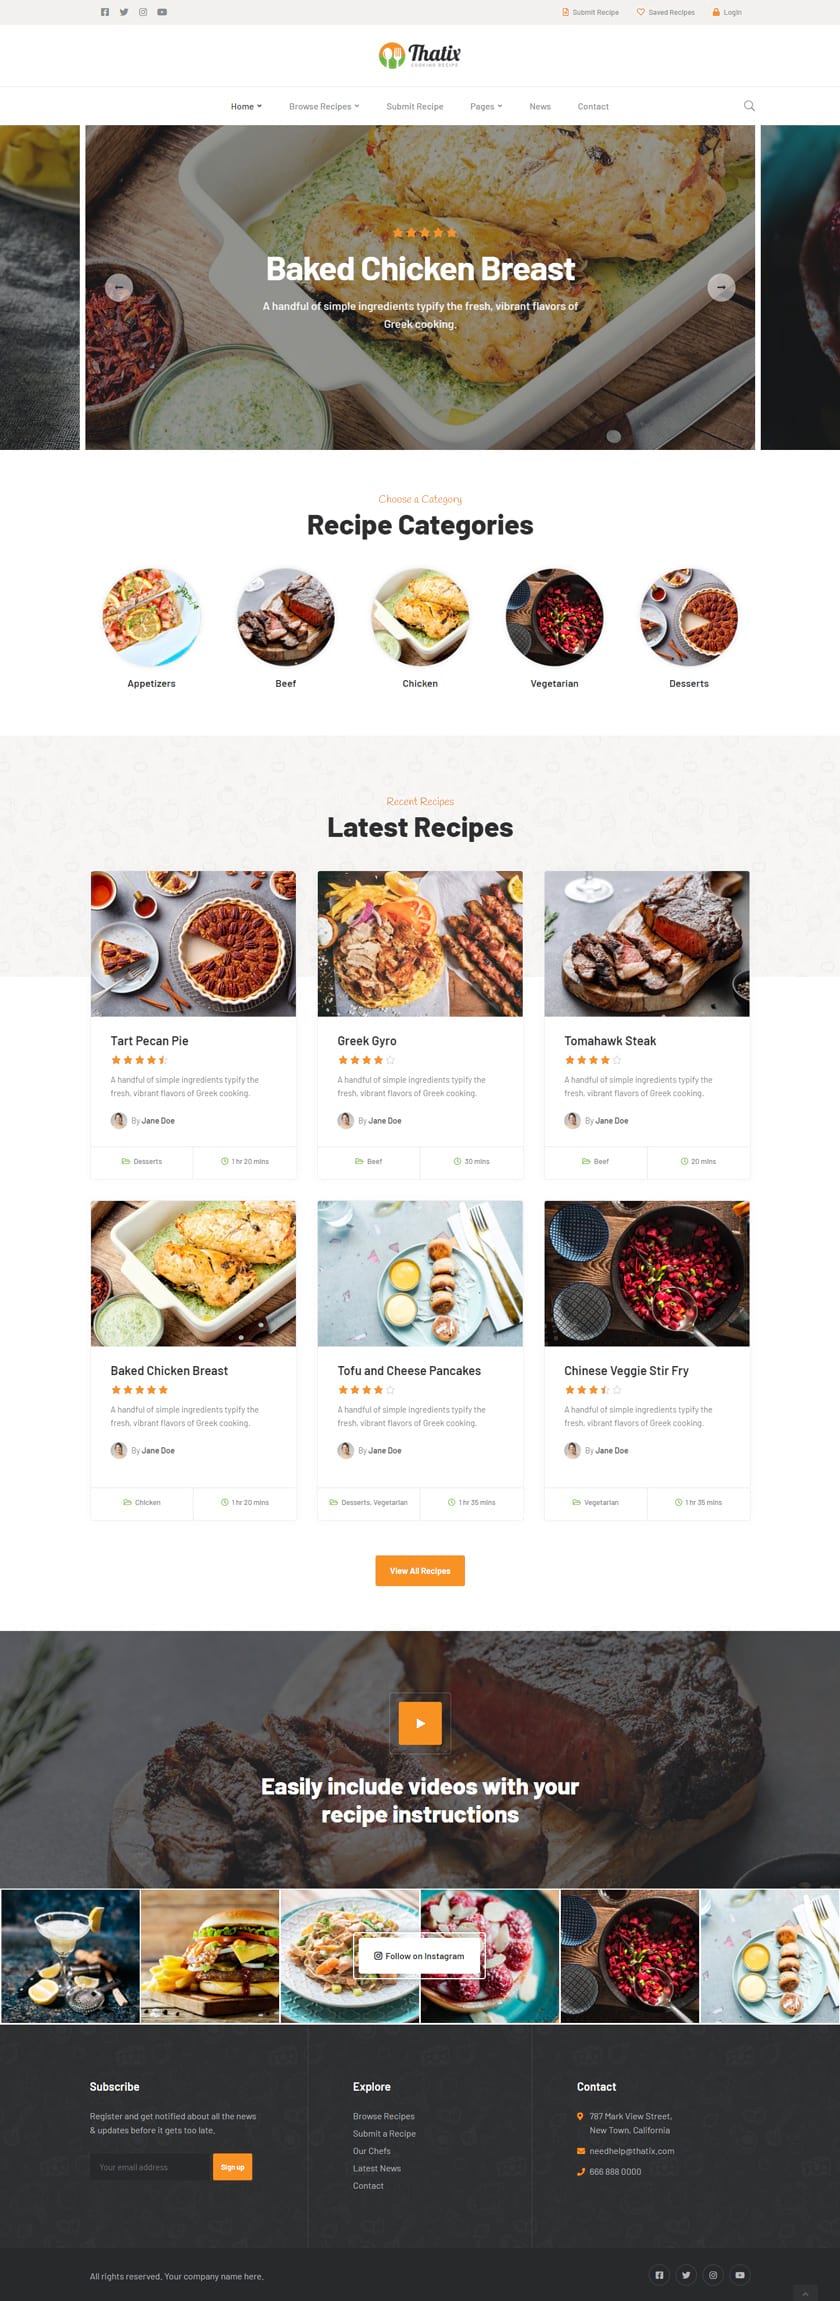 Submit Recipe Saved Recipes Login
Thatix
COOKING RECIPE
Home Browse Recipes Submit Recipe Pages News Contact
Baked Chicken Breast
A handful of simple ingredients typify the fresh, vibrant flavors of
Greek cooking.
Choose a Category
Recipe Categories
Appetizers Beef Chicken Vegetarian Desserts
Recent Recipes
Latest Recipes
Tart Pecan Pie
A handful of simple ingredients typify the
fresh, vibrant flavors of Greek cooking.
By Jane Doe
Desserts 1 hr 20 mins
Greek Gyro
A handful of simple ingredients typify the
fresh, vibrant flavors of Greek cooking.
By Jane Doe
Beef 30 mins
Tomahawk Steak
A handful of simple ingredients typify the
fresh, vibrant flavors of Greek cooking.
By Jane Doe
Beef 20 mins
Baked Chicken Breast
A handful of simple ingredients typify the
fresh, vibrant flavors of Greek cooking.
By Jane Doe
Chicken 1 hr 20 mins
Tofu and Cheese Pancakes
A handful of simple ingredients typify the
fresh, vibrant flavors of Greek cooking.
By Jane Doe
Desserts, Vegetarian 1 hr 35 mins
Chinese Veggie Stir Fry
A handful of simple ingredients typify the
fresh, vibrant flavors of Greek cooking.
By Jane Doe
Vegetarian 1 hr 35 mins
View All Recipes
Easily include videos with your
recipe instructions
Follow on Instagram
Subscribe
Register and get notified about all the news
& updates before it gets too late.
Your email address Sign up
Explore
Browse Recipes
Submit a Recipe
Our Chefs
Latest News
Contact
Contact
787 Mark View Street,
New Town, California
needhelp@thatix.com
666 888 0000
All rights reserved. Your company name here.